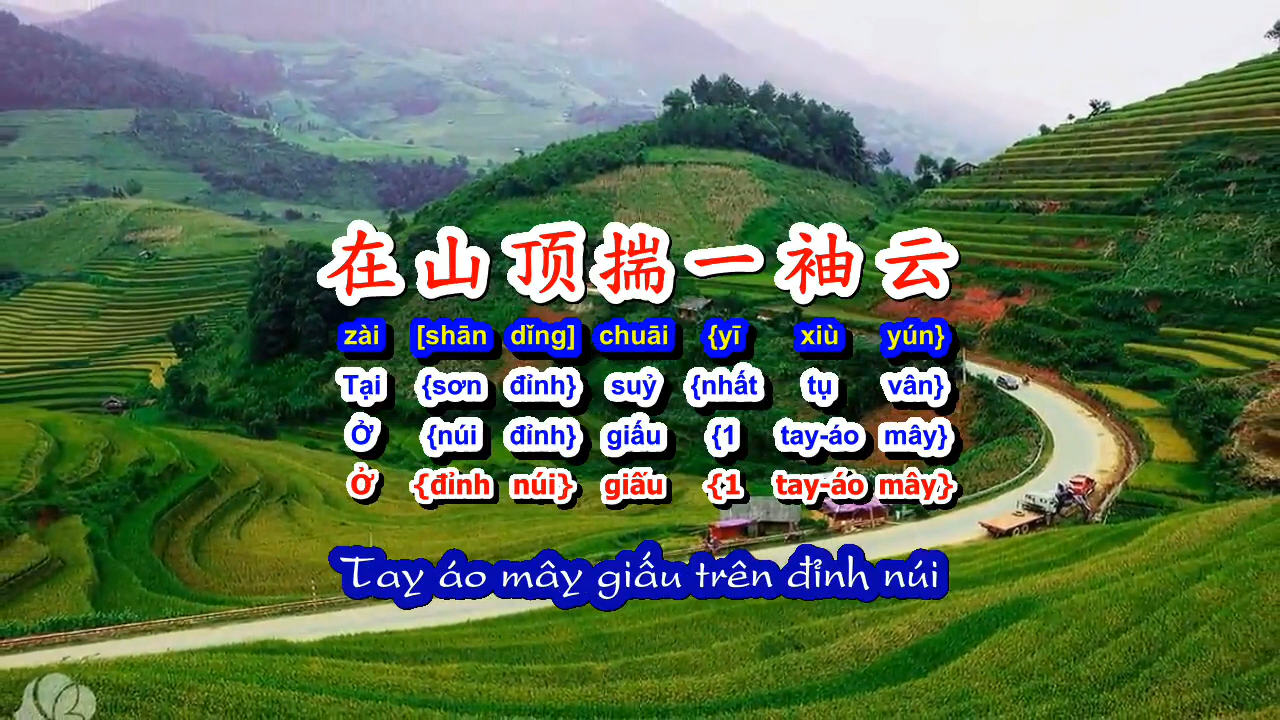 在山顶揣一袖云
zài [shān dǐng] chuāi {yī xiù yún}
Tại {sơn đỉnh} suỷ {nhất tụ vân}
Ở {núi đỉnh} giấu {1 tay-áo mây}
Ở {đỉnh núi} giấu {1 tay-áo mây}
Tay áo mây giấu trên đỉnh núi